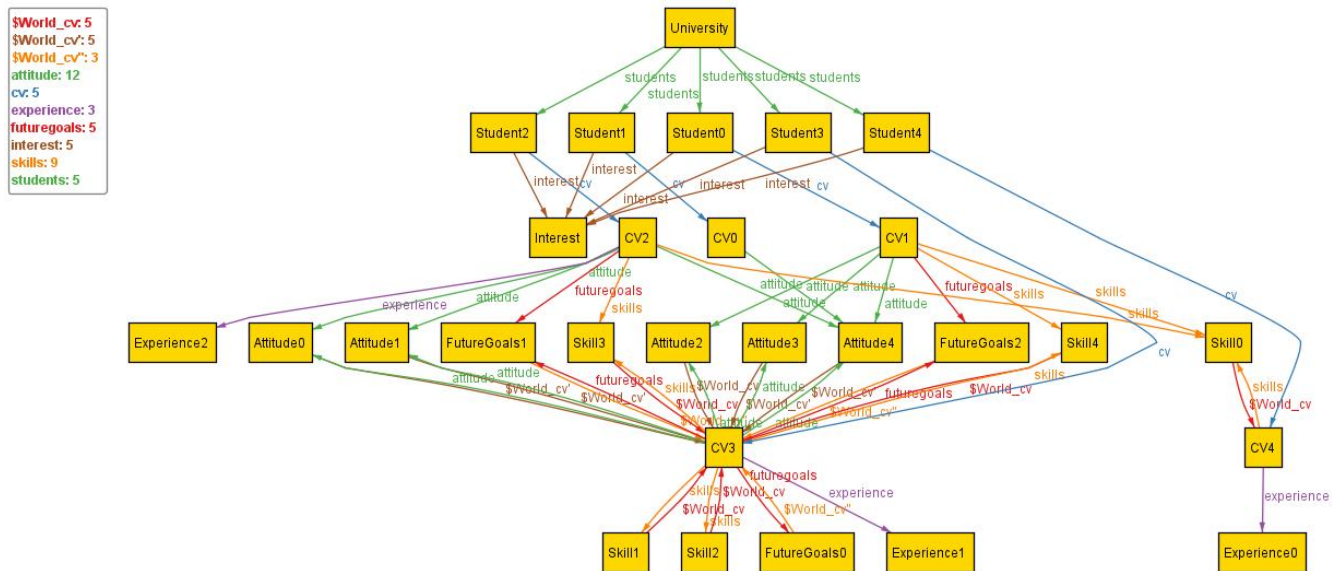 $World_cv: 5
$World_cv': 5
$World_cv": 3
attitude: 12
cv: 5
experience: 3
futuregoals: 5
interest: 5
skills: 9
students: 5
University
students students students students
students
Student2 Student1 Student0 Student3 Student4
interest
interest cv cv interest interest cv
Interest CV2 CV0 CV1
attitude attitude attitude attitude
experience attitude futuregoals skills attitude attitude futuregoals skills skills cv
Experience2 Attitude0 Attitude1 FutureGoals1 Skill3 Attitude2 Attitude3 Attitude4 FutureGoals2 Skill4 Skill0
cv
attitude attitude $World_cv' $World_cv' futuregoals skills $World_cv $World_cv attitude $World_cv' $World_cv' futuregoals $World_cv skills skills $World_cv
attitude attitude $World_cv"
CV3 CV4
skills $World_cv $World_cv futuregoals experience experience
skills $World_cv"
Skill1 Skill2 FutureGoals0 Experience1 Experience0